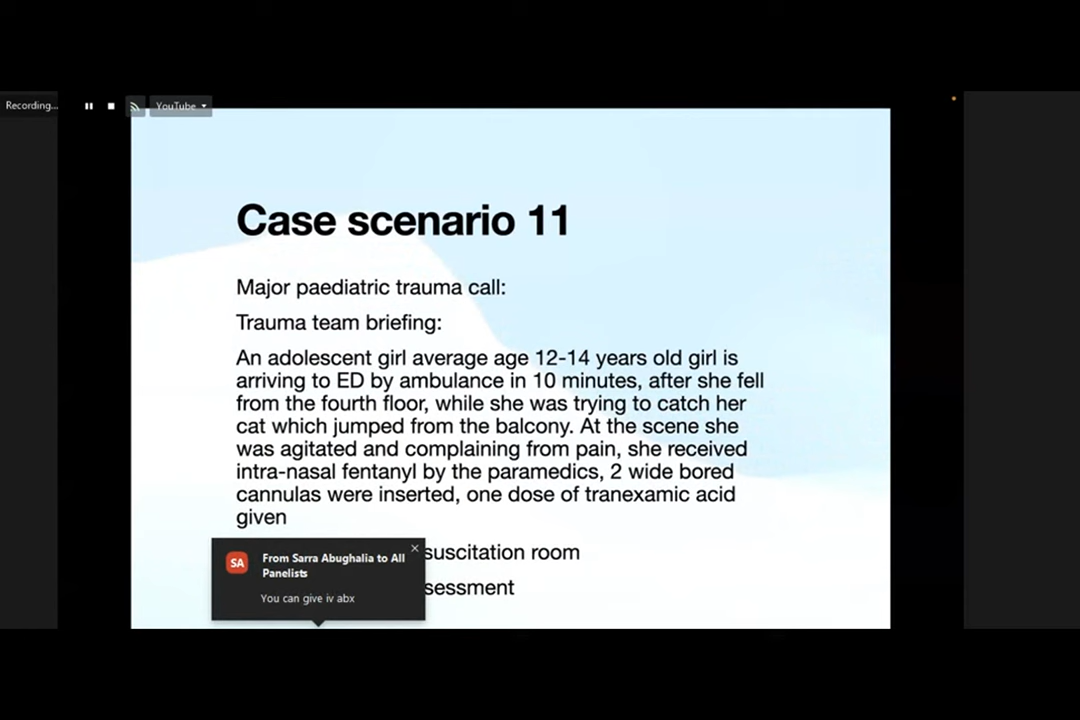 Recording...
YouTube
Case scenario 11
Major paediatric trauma call:
Trauma team briefing:
An adolescent girl average age 12-14 years old girl is
arriving to ED by ambulance in 10 minutes, after she fell
from the fourth floor, while she was trying to catch her
cat which jumped from the balcony. At the scene she
was agitated and complaining from pain, she received
intra-nasal fentanyl by the paramedics, 2 wide bored
cannulas were inserted, one dose of tranexamic acid
given
suscitation room
sessment
SA
From Sarra Abughalia to All
Panelists
You can give iv abx